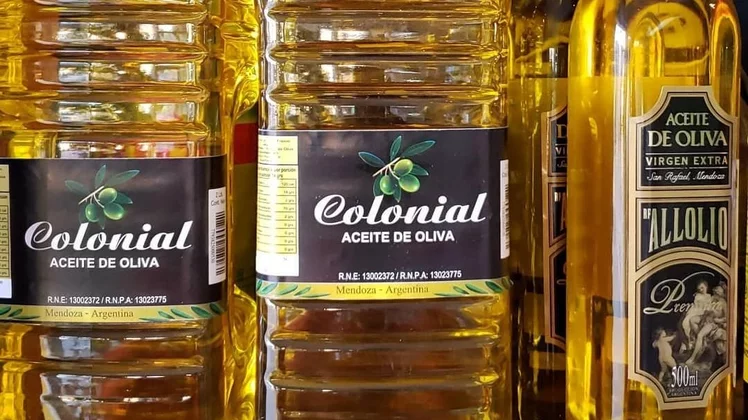 Colonial
ACEITE DE OLIVA
R.N.E: 13002372 / R.N.P.A: 13023775
Mendoza - Argentina
Colonial
ACEITE DE OLIVA
R.N.E: 13002372 / R.N.P.A: 13023775
Mendoza - Argentina
ACEITE
DE OLIVA
VIRGEN EXTRA
San Rafael, Mendoza
ALLOLIO
Premium
500ml